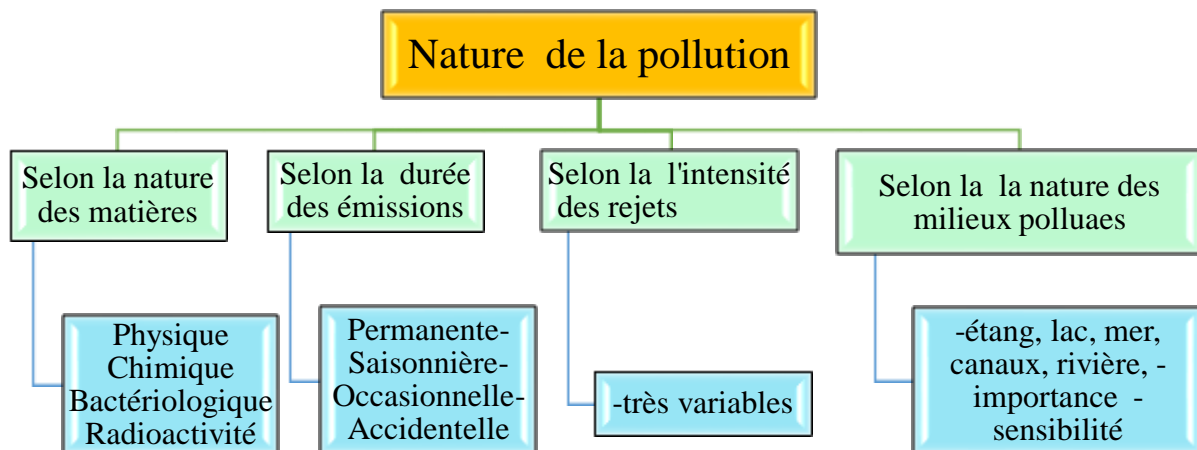 Nature de la pollution
Selon la nature
des matières
Selon la durée
des émissions
Selon la l'intensité
des rejets
Selon la la nature des
milieux polluaes
Physique
Chimique
Bactériologique
Radioactivité
Permanente-
Saisonnière-
Occasionnelle-
Accidentelle
-très variables
-étang, lac, mer,
canaux, rivière, -
importance -
sensibilité